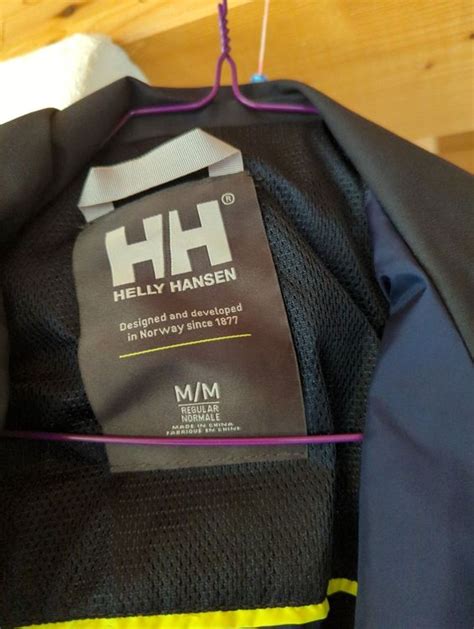 HH®
HELLY HANSEN
Designed and developed
in Norway since 1877
M/M
REGULAR
NORMALE
MADE IN CHINA
FABRIQUÉ EN CHINE